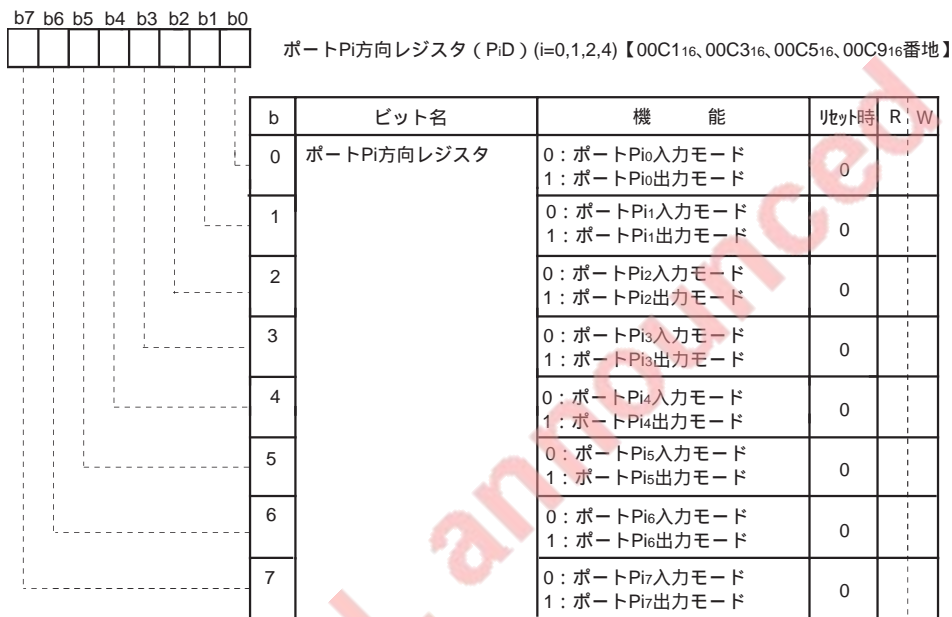 b7 b6 b5 b4 b3 b2 b1 b0
ポートPi方向レジスタ（PiD）(i=0,1,2,4)【00C116、00C316、00C516、00C916番地】
b ビット名 機 能 リセット時 R W
0 ポートPi方向レジスタ 0：ポートPi0入力モード
1：ポートPi0出力モード 0
1 0：ポートPi1入力モード
1：ポートPi1出力モード 0
2 0：ポートPi2入力モード
1：ポートPi2出力モード 0
3 0：ポートPi3入力モード
1：ポートPi3出力モード 0
4 0：ポートPi4入力モード
1：ポートPi4出力モード 0
5 0：ポートPi5入力モード
1：ポートPi5出力モード 0
6 0：ポートPi6入力モード
1：ポートPi6出力モード 0
7 0：ポートPi7入力モード
1：ポートPi7出力モード 0
announced